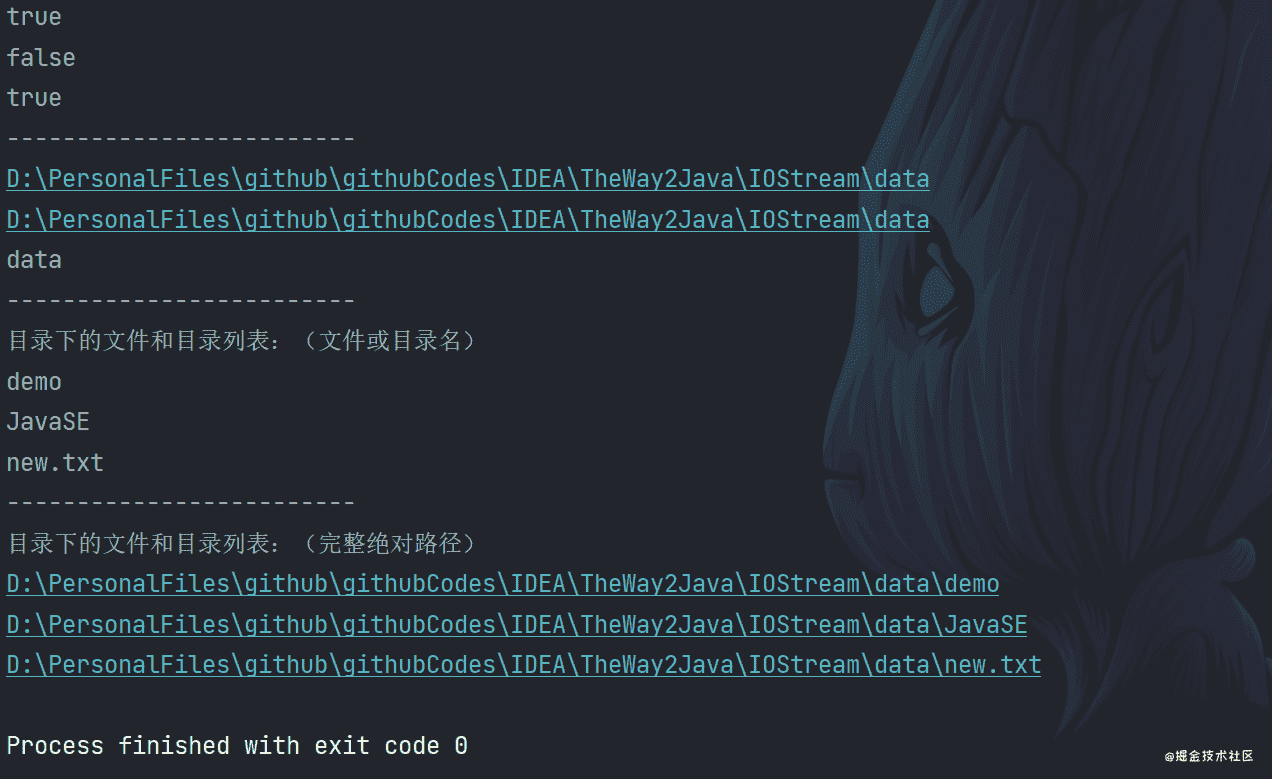 true
false
true
-------------------------
D:\PersonalFiles\github\githubCodes\IDEA\TheWay2Java\IOStream\data
D:\PersonalFiles\github\githubCodes\IDEA\TheWay2Java\IOStream\data
data
-------------------------
目录下的文件和目录列表：（文件或目录名）
demo
JavaSE
new.txt
-------------------------
目录下的文件和目录列表：（完整绝对路径）
D:\PersonalFiles\github\githubCodes\IDEA\TheWay2Java\IOStream\data\demo
D:\PersonalFiles\github\githubCodes\IDEA\TheWay2Java\IOStream\data\JavaSE
D:\PersonalFiles\github\githubCodes\IDEA\TheWay2Java\IOStream\data\new.txt
Process finished with exit code 0
@掘金技术社区